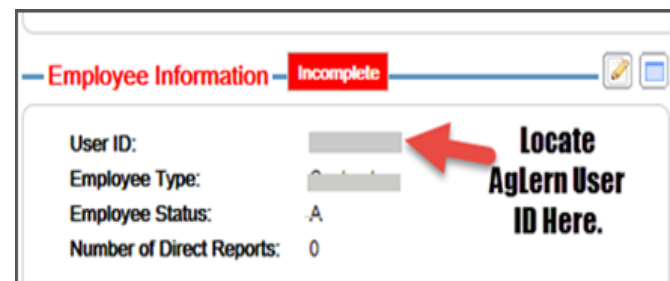 Employee Information
Incomplete
User ID:
Employee Type:
Employee Status: A
Number of Direct Reports: 0
Locate
AgLern User
ID Here.